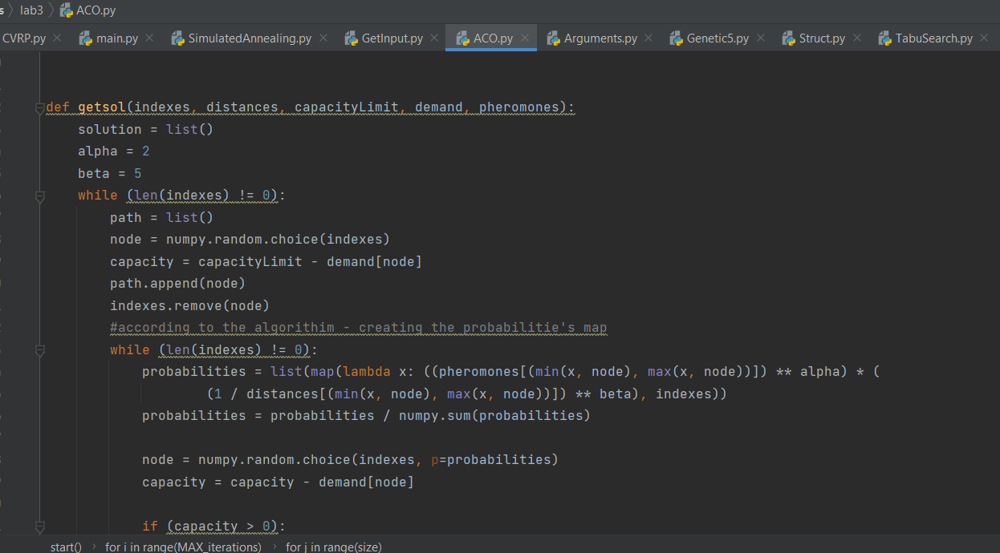 s > lab3 > ACO.py
CVRP.py × main.py × SimulatedAnnealing.py × GetInput.py × ACO.py × Arguments.py × Genetic5.py × Struct.py × TabuSearch.py ×
def getsol(indexes, distances, capacityLimit, demand, pheromones):
solution = list()
alpha = 2
beta = 5
while (len(indexes) != 0):
path = list()
node = numpy.random.choice(indexes)
capacity = capacityLimit - demand[node]
path.append(node)
indexes.remove(node)
#according to the algorithim - creating the probabilitie's map
while (len(indexes) != 0):
probabilities = list(map(lambda x: ((pheromones[(min(x, node), max(x, node))]) ** alpha) * (
(1 / distances[(min(x, node), max(x, node))]) ** beta), indexes))
probabilities = probabilities / numpy.sum(probabilities)
node = numpy.random.choice(indexes, p=probabilities)
capacity = capacity - demand[node]
if (capacity > 0):
start() > for i in range(MAX_iterations) > for j in range(size)